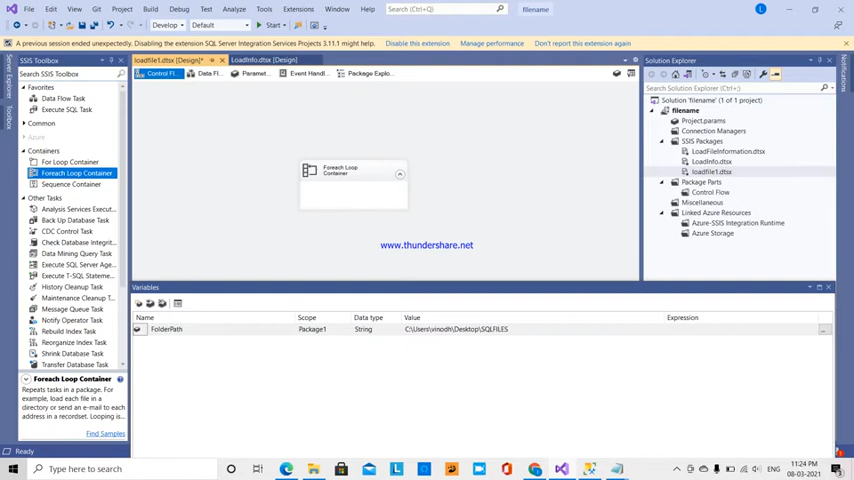 File Edit View Git Project Build Debug Test Analyze Tools Extensions Window Help Search (Ctrl+Q) filename L
Develop Default Start
A previous session ended unexpectedly. Disabling the extension SQL Server Integration Services Projects 3.11.1 might help. Disable this extension Manage performance Don't report this extension again
Server Explorer
Toolbox
SSIS Toolbox
Search SSIS Toolbox
Favorites
Data Flow Task
Execute SQL Task
Common
Azure
Containers
For Loop Container
Foreach Loop Container
Sequence Container
Other Tasks
Analysis Services Execut...
Back Up Database Task
CDC Control Task
Check Database Integrit...
Data Mining Query Task
Execute SQL Server Age...
Execute T-SQL Stateme...
History Cleanup Task
Maintenance Cleanup T...
Message Queue Task
Notify Operator Task
Rebuild Index Task
Reorganize Index Task
Shrink Database Task
Transfer Database Task
Foreach Loop Container
Repeats tasks in a package. For
example, load each file in a
directory or send an e-mail to each
address in a recordset. Looping is...
Find Samples
loadfile1.dtsx [Design]* LoadInfo.dtsx [Design]
Control Fl... Data Fl... Paramet... Event Handl... Package Explo...
Foreach Loop
Container
www.thundershare.net
Variables
Name Scope Data type Value Expression
FolderPath Package1 String C:\Users\vinodh\Desktop\SQLFILES ...
Solution Explorer
Search Solution Explorer (Ctrl+;)
Solution 'filename' (1 of 1 project)
filename
Project.params
Connection Managers
SSIS Packages
LoadFileInformation.dtsx
LoadInfo.dtsx
loadfile1.dtsx
Package Parts
Control Flow
Miscellaneous
Linked Azure Resources
Azure-SSIS Integration Runtime
Azure Storage
Notifications
Ready
Type here to search
ENG
11:24 PM
08-03-2021